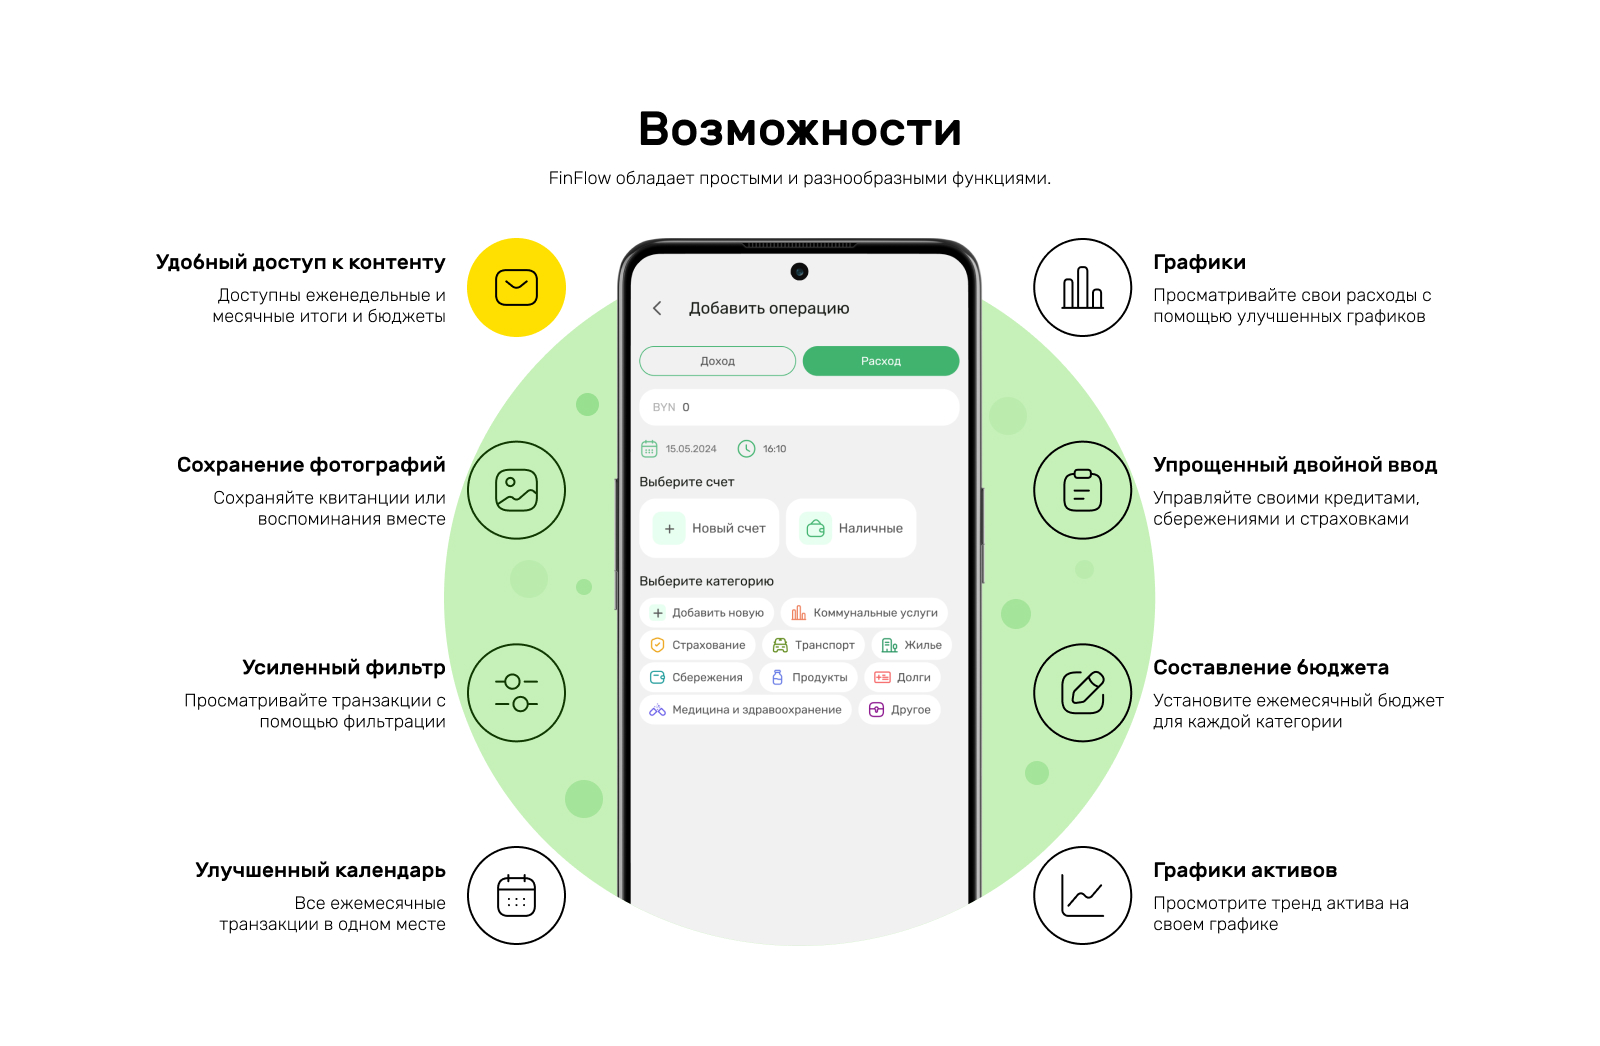 Возможности
FinFlow обладает простыми и разнообразными функциями.
Удобный доступ к контенту
Доступны еженедельные и
месячные итоги и бюджеты
Сохранение фотографий
Сохраняйте квитанции или
воспоминания вместе
Усиленный фильтр
Просматривайте транзакции с
помощью фильтрации
Улучшенный календарь
Все ежемесячные
транзакции в одном месте
Добавить операцию
Доход
Расход
BYN 0
15.05.2024 16:10
Выберите счет
+ Новый счет
Наличные
Выберите категорию
+ Добавить новую
Коммунальные услуги
Страхование
Транспорт
Жилье
Сбережения
Продукты
Долги
Медицина и здравоохранение
Другое
Графики
Просматривайте свои расходы с
помощью улучшенных графиков
Упрощенный двойной ввод
Управляйте своими кредитами,
сбережениями и страховками
Составление бюджета
Установите ежемесячный бюджет
для каждой категории
Графики активов
Просмотрите тренд актива на
своем графике